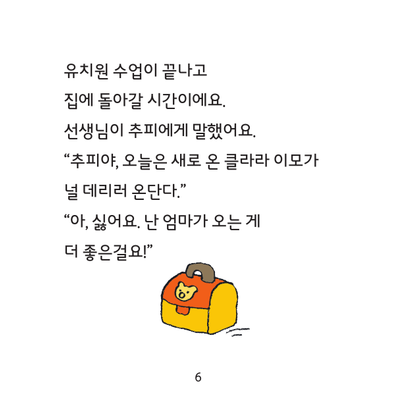 유치원 수업이 끝나고
집에 돌아갈 시간이에요.
선생님이 추피에게 말했어요.
“추피야, 오늘은 새로 온 클라라 이모가
널 데리러 온단다.”
“아, 싫어요. 난 엄마가 오는 게
더 좋은걸요!”
6